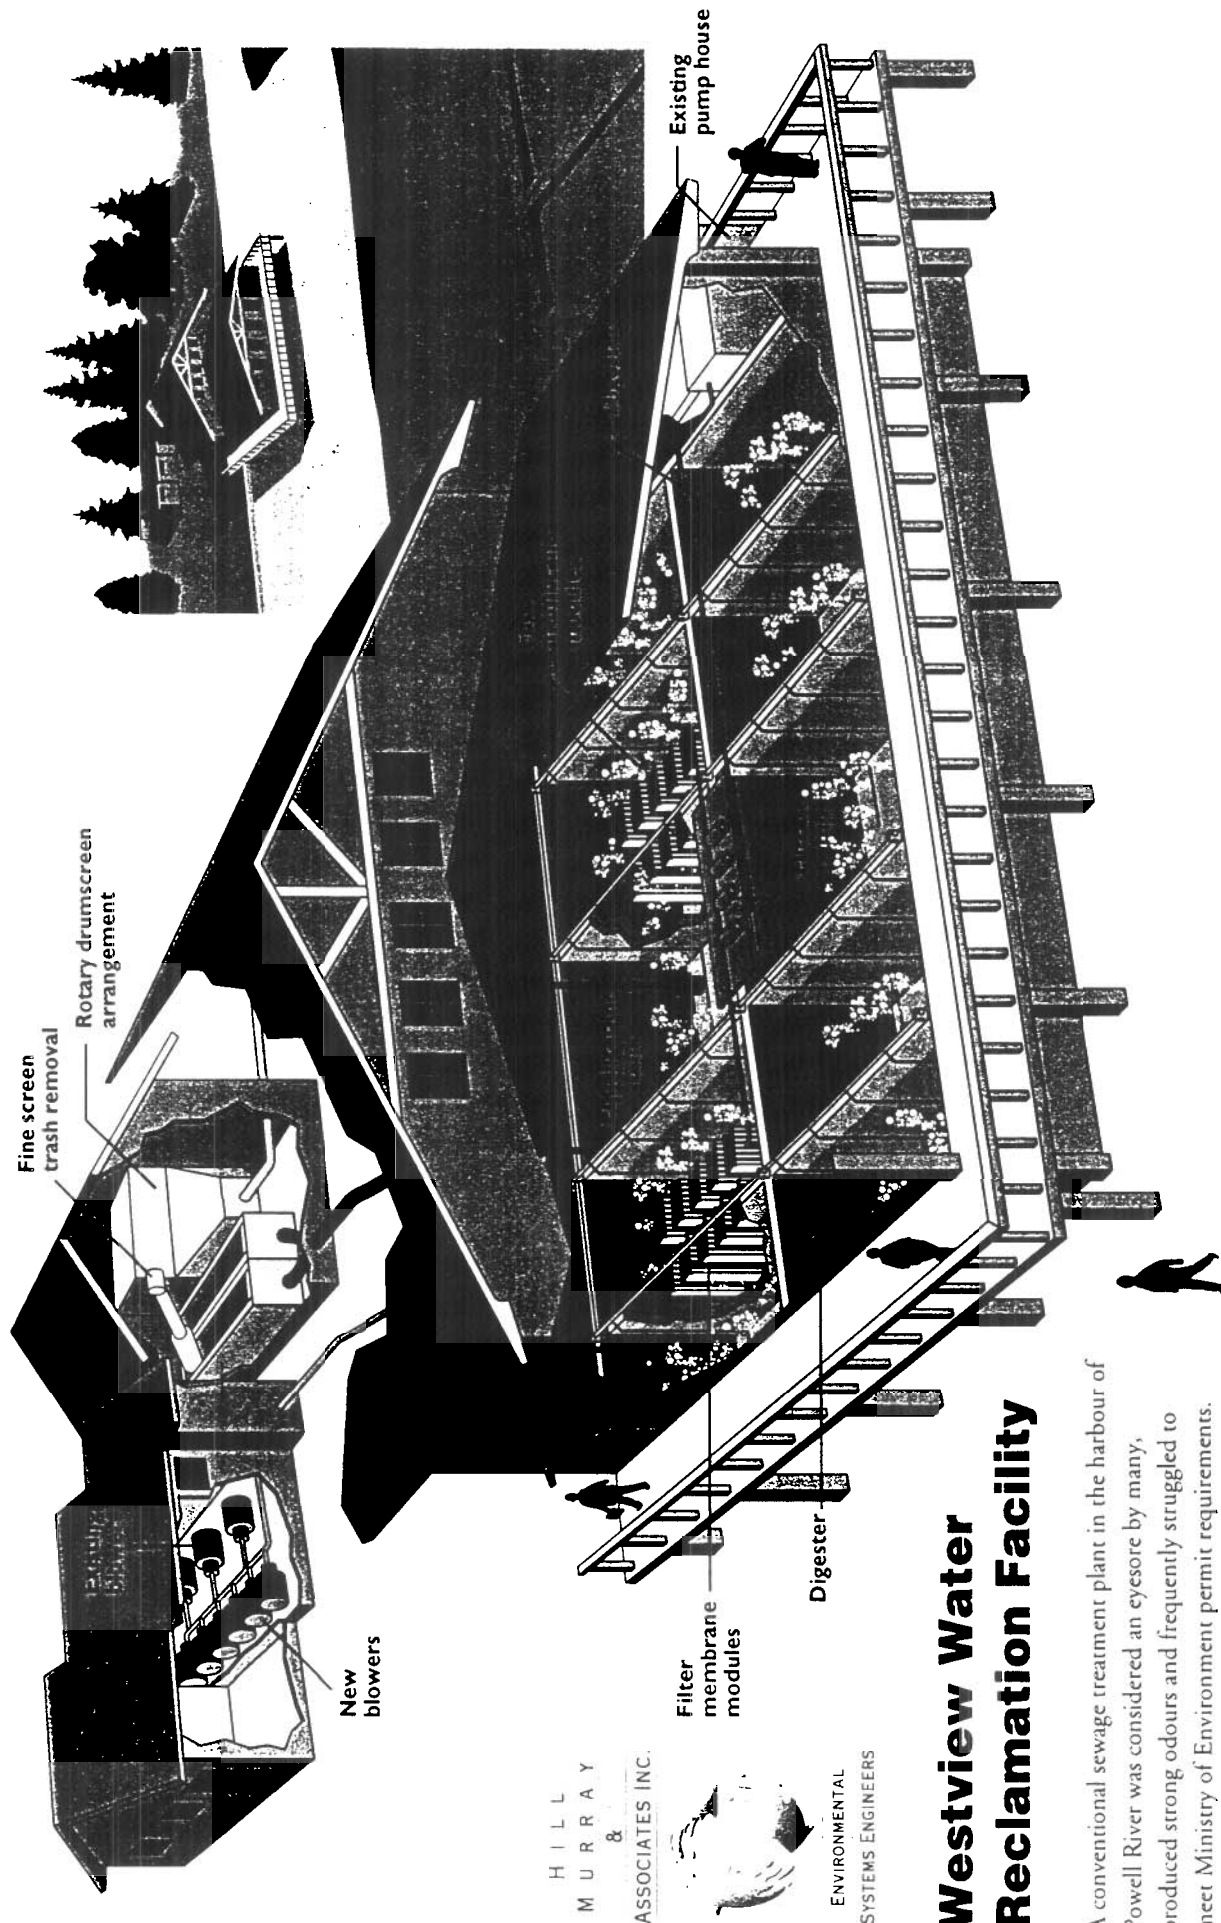 Existing
pump house
Fine screen
trash removal
Rotary drumscreen
arrangement
New
blowers
Filter
membrane
modules
Digester
HILL
MURRAY
&
ASSOCIATES INC.
ENVIRONMENTAL
SYSTEMS ENGINEERS
Westview Water
Reclamation Facility
A conventional sewage treatment plant in the harbour of
Powell River was considered an eyesore by many,
produced strong odours and frequently struggled to
meet Ministry of Environment permit requirements.